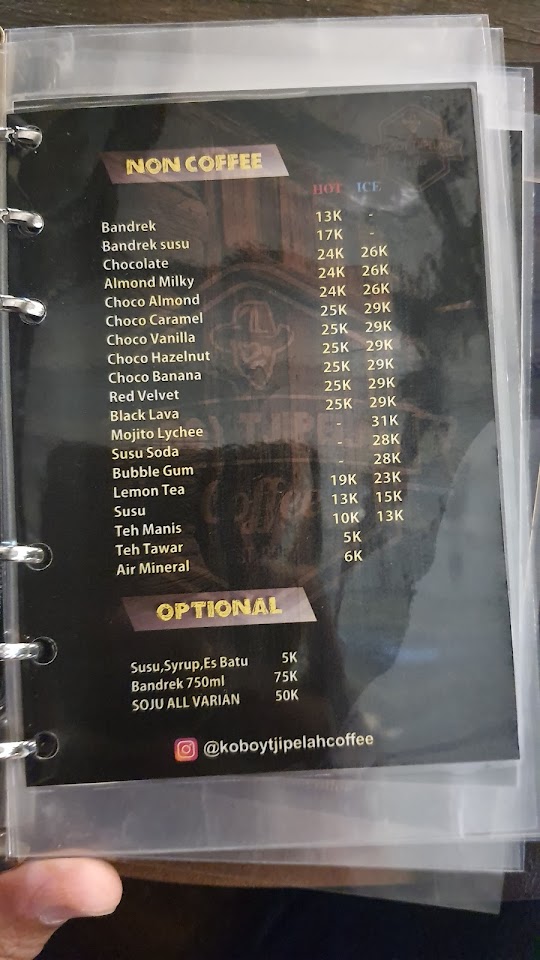 NON COFFEE
HOT ICE
Bandrek 13K -
Bandrek susu 17K -
Chocolate 24K 26K
Almond Milky 24K 26K
Choco Almond 24K 26K
Choco Caramel 25K 29K
Choco Vanilla 25K 29K
Choco Hazelnut 25K 29K
Choco Banana 25K 29K
Red Velvet 25K 29K
Black Lava 25K 29K
Mojito Lychee - 31K
Susu Soda - 28K
Bubble Gum - 28K
Lemon Tea 19K 23K
Susu 13K 15K
Teh Manis 10K 13K
Teh Tawar 5K
Air Mineral 6K
Coffee
OPTIONAL
Susu,Syrup,Es Batu 5K
Bandrek 750ml 75K
SOJU ALL VARIAN 50K
@koboytjipelahcoffee